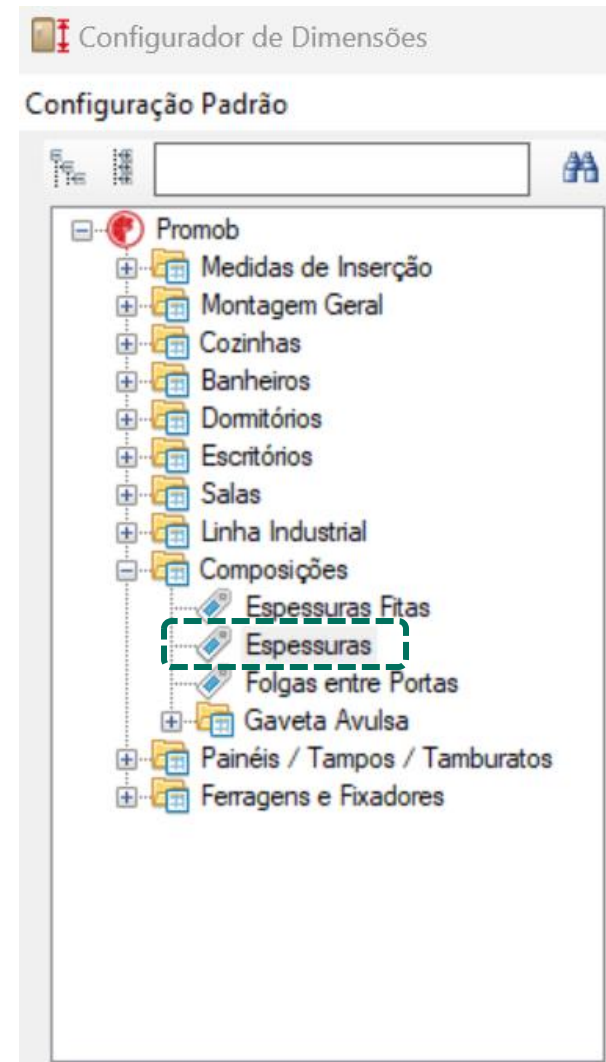 Configurador de Dimensões
Configuração Padrão
Promob
Medidas de Inserção
Montagem Geral
Cozinhas
Banheiros
Dormitórios
Escritórios
Salas
Linha Industrial
Composições
Espessuras Fitas
Espessuras
Folgas entre Portas
Gaveta Avulsa
Painéis / Tampos / Tamburatos
Ferragens e Fixadores